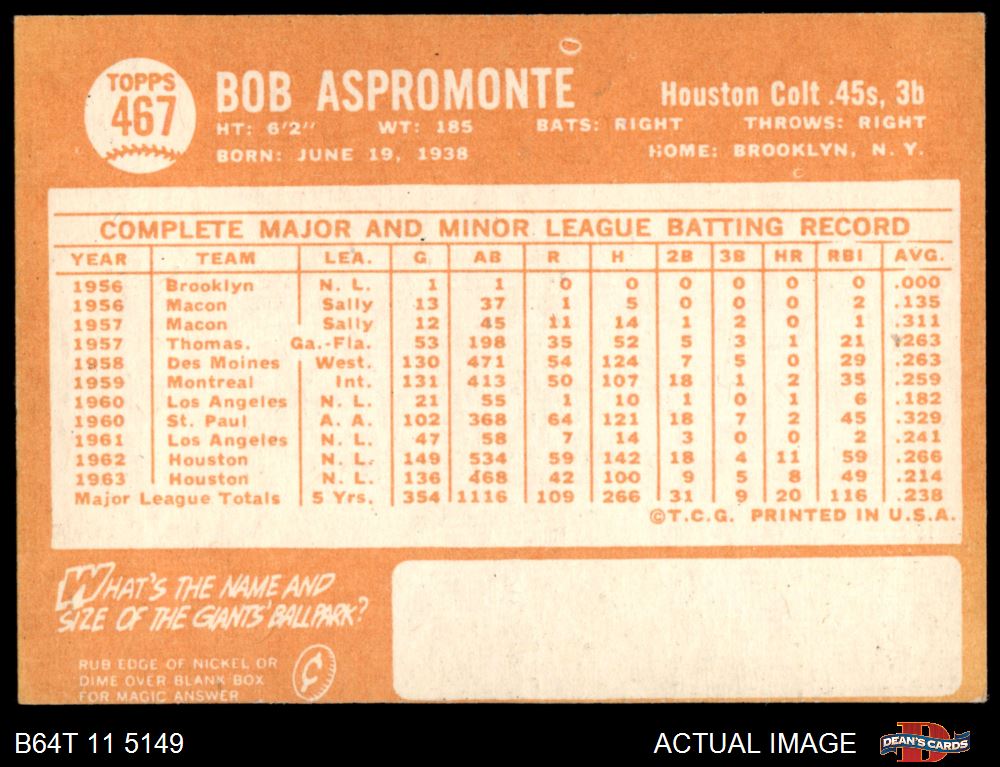 TOPPS
467
BOB ASPROMONTE
Houston Colt .45s, 3b
HT: 6'2" WT: 185 BATS: RIGHT THROWS: RIGHT
BORN: JUNE 19, 1938 HOME: BROOKLYN, N. Y.
COMPLETE MAJOR AND MINOR LEAGUE BATTING RECORD
YEAR TEAM LEA. G AB R H 2B 3B HR RBI AVG.
1956 Brooklyn N. L. 1 1 0 0 0 0 0 0 .000
1956 Macon Sally 13 37 1 5 0 0 0 2 .135
1957 Macon Sally 12 45 11 14 1 2 0 1 .311
1957 Thomas. Ga.-Fla. 53 198 35 52 5 3 1 21 .263
1958 Des Moines West. 130 471 54 124 7 5 0 29 .263
1959 Montreal Int. 131 413 50 107 18 1 2 35 .259
1960 Los Angeles N. L. 21 55 1 10 1 0 1 6 .182
1960 St. Paul A. A. 102 368 64 121 18 7 2 45 .329
1961 Los Angeles N. L. 47 58 7 14 3 0 0 2 .241
1962 Houston N. L. 149 534 59 142 18 4 11 59 .266
1963 Houston N. L. 136 468 42 100 9 5 8 49 .214
Major League Totals 5 Yrs. 354 1116 109 266 31 9 20 116 .238
©T.C.G. PRINTED IN U.S.A.
WHAT'S THE NAME AND
SIZE OF THE GIANTS' BALLPARK?
RUB EDGE OF NICKEL OR
DIME OVER BLANK BOX
FOR MAGIC ANSWER
B64T 11 5149
ACTUAL IMAGE
DEAN'S CARDS